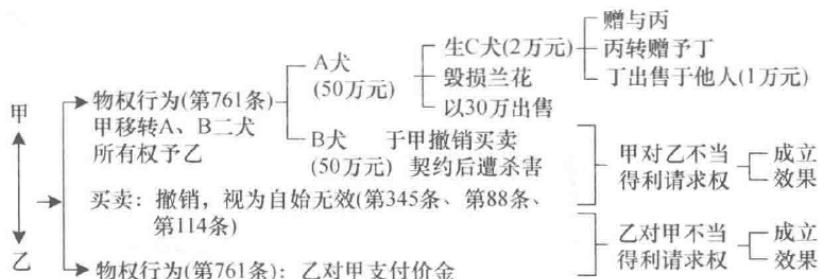 赠与丙
A犬
(50万元)
生C犬(2万元)
丙转赠予丁
毁损兰花
丁出售于他人(1万元)
以30万出售
甲
物权行为(第761条)
甲移转A、B二犬
所有权予乙
B犬 于甲撤销买卖
(50万元) 契约后遭杀害
甲对乙不当
得利请求权
成立
效果
买卖：撤销，视为自始无效(第345条、第88条、
第114条)
乙对甲不当
得利请求权
成立
效果
乙
物权行为(第761条)：乙对甲支付价金